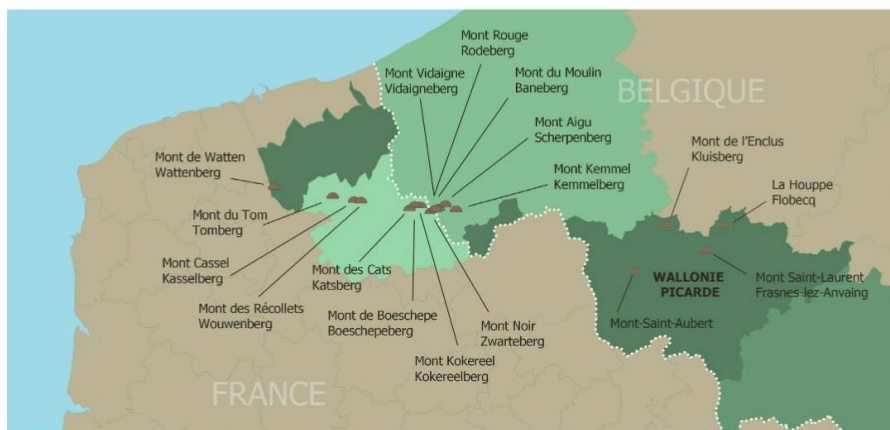 Mont Rouge
Rodeberg
Mont Vidaigne
Vidaigneberg
Mont du Moulin
Baneberg
BELGIQUE
Mont Aigu
Scherpenberg
Mont de l'Enclus
Kluisberg
Mont de Watten
Wattenberg
Mont Kemmel
Kemmelberg
La Houppe
Flobecq
Mont du Tom
Tomberg
Mont Cassel
Kasselberg
Mont des Cats
Katsberg
WALLONIE
PICARDE
Mont Saint-Laurent
Frasnes-lez-Anvaing
Mont des Récollets
Wouwenberg
Mont de Boeschepe
Boeschepeberg
Mont Noir
Zwarteberg
Mont-Saint-Aubert
Mont Kokereel
Kokereelberg
FRANCE